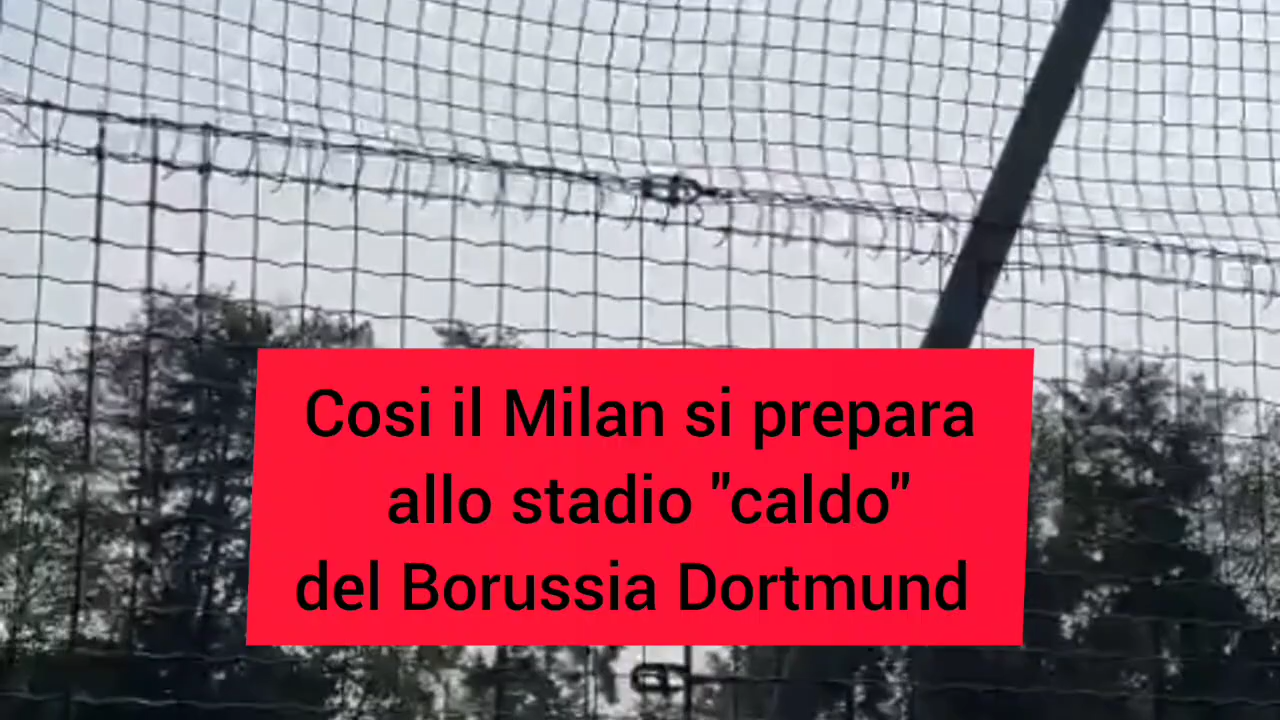 Cosi il Milan si prepara
allo stadio "caldo"
del Borussia Dortmund